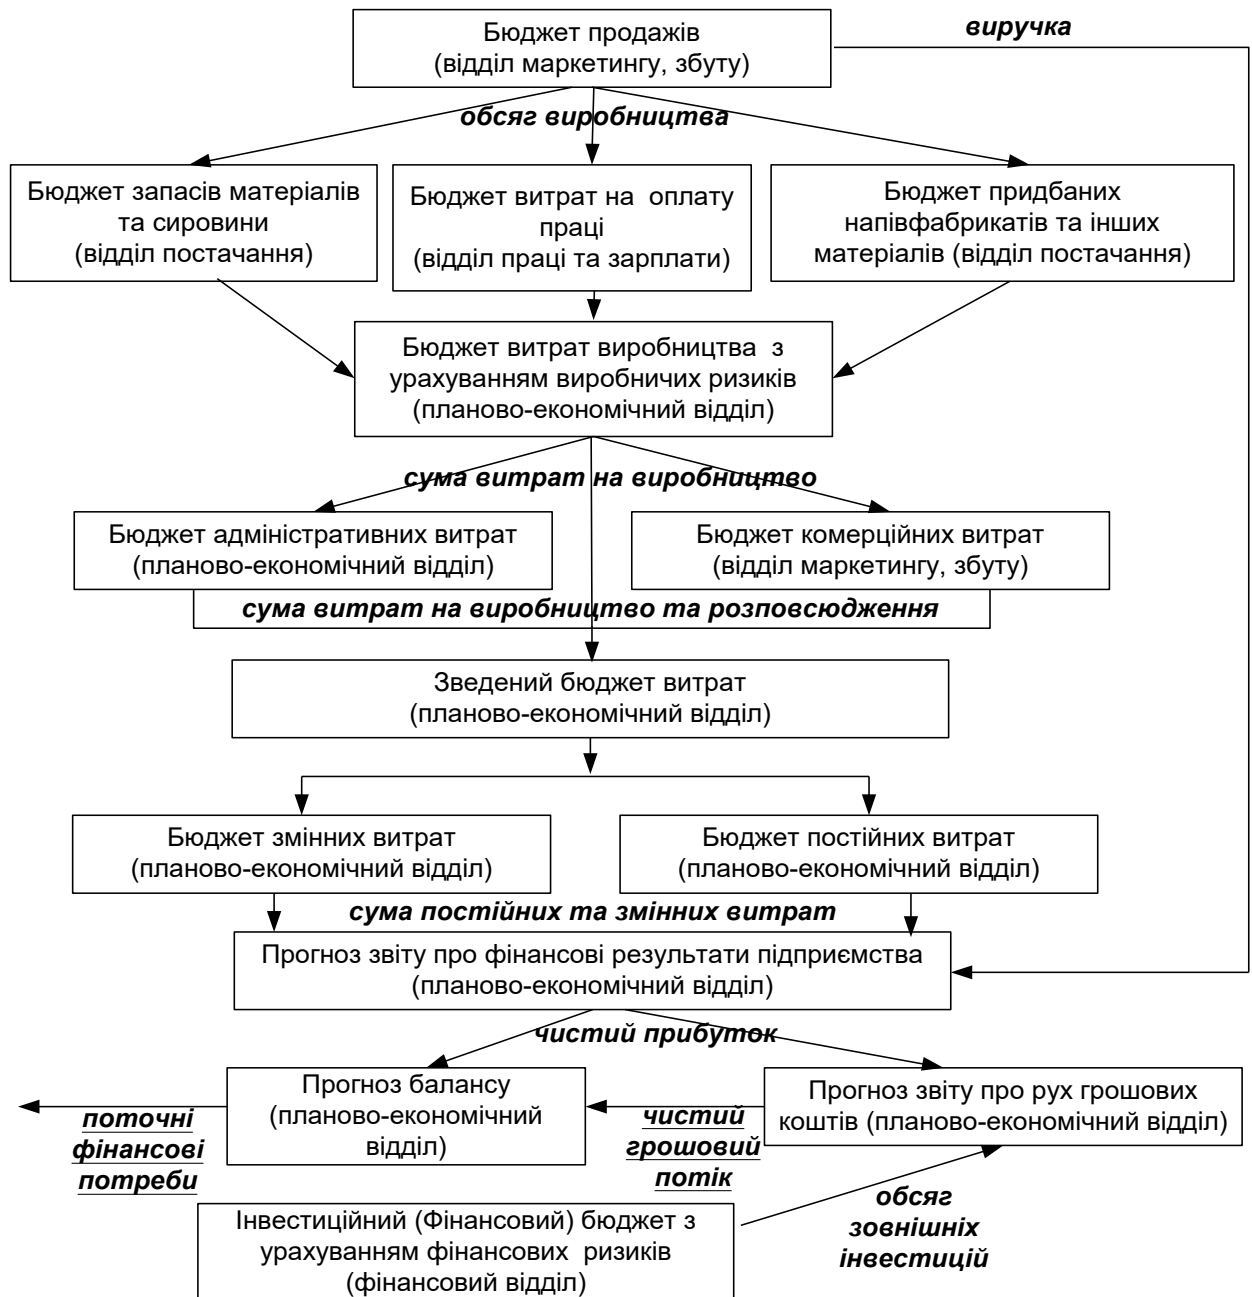 Бюджет продажів
(відділ маркетингу, збуту)
виручка
обсяг виробництва
Бюджет запасів матеріалів
та сировини
(відділ постачання)
Бюджет витрат на оплату
праці
(відділ праці та зарплати)
Бюджет придбаних
напівфабрикатів та інших
матеріалів (відділ постачання)
Бюджет витрат виробництва з
урахуванням виробничих ризиків
(планово-економічний відділ)
сума витрат на виробництво
Бюджет адміністративних витрат
(планово-економічний відділ)
Бюджет комерційних витрат
(відділ маркетингу, збуту)
сума витрат на виробництво та розповсюдження
Зведений бюджет витрат
(планово-економічний відділ)
Бюджет змінних витрат
(планово-економічний відділ)
Бюджет постійних витрат
(планово-економічний відділ)
сума постійних та змінних витрат
Прогноз звіту про фінансові результати підприємства
(планово-економічний відділ)
чистий прибуток
Прогноз балансу
(планово-економічний
відділ)
Прогноз звіту про рух грошових
коштів (планово-економічний відділ)
поточні
фінансові
потреби
чистий
грошовий
потік
Інвестиційний (Фінансовий) бюджет з
урахуванням фінансових ризиків
(фінансовий відділ)
обсяг
зовнішніх
інвестицій